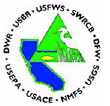 DWR · USBR · USFWS · SWRCB · DFW · USGS · NMFS · USACE · USEPA ·